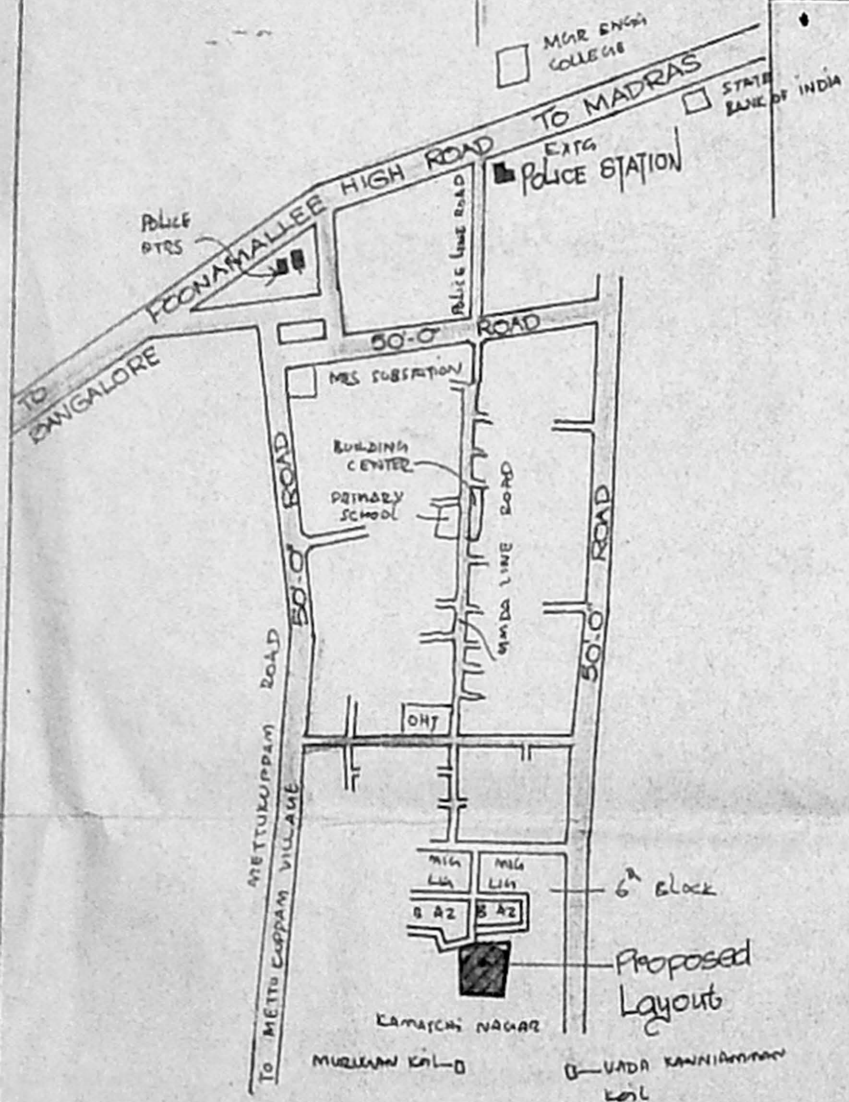 MGR ENGG
COLLEGE
TO MADRAS
STATE
BANK OF INDIA
POONAMALLEE HIGH ROAD
EXTG
POLICE STATION
POLICE LINE ROAD
POLICE
QTRS
TO
BANGALORE
50'-0" ROAD
MES SUBSTATION
BUILDING
CENTER
PRIMARY
SCHOOL
MMDA LINE ROAD
50'-0" ROAD
50'-0" ROAD
METTUKUPPAM ROAD
OHT
TO METTUKUPPAM VILLAGE
MIG
LIG
MIG
LIG
6th BLOCK
B A2
B A2
Proposed
Layout
KAMATCHI NAGAR
MURUGAN KOIL
VADA KANNIAMMAN
KOIL